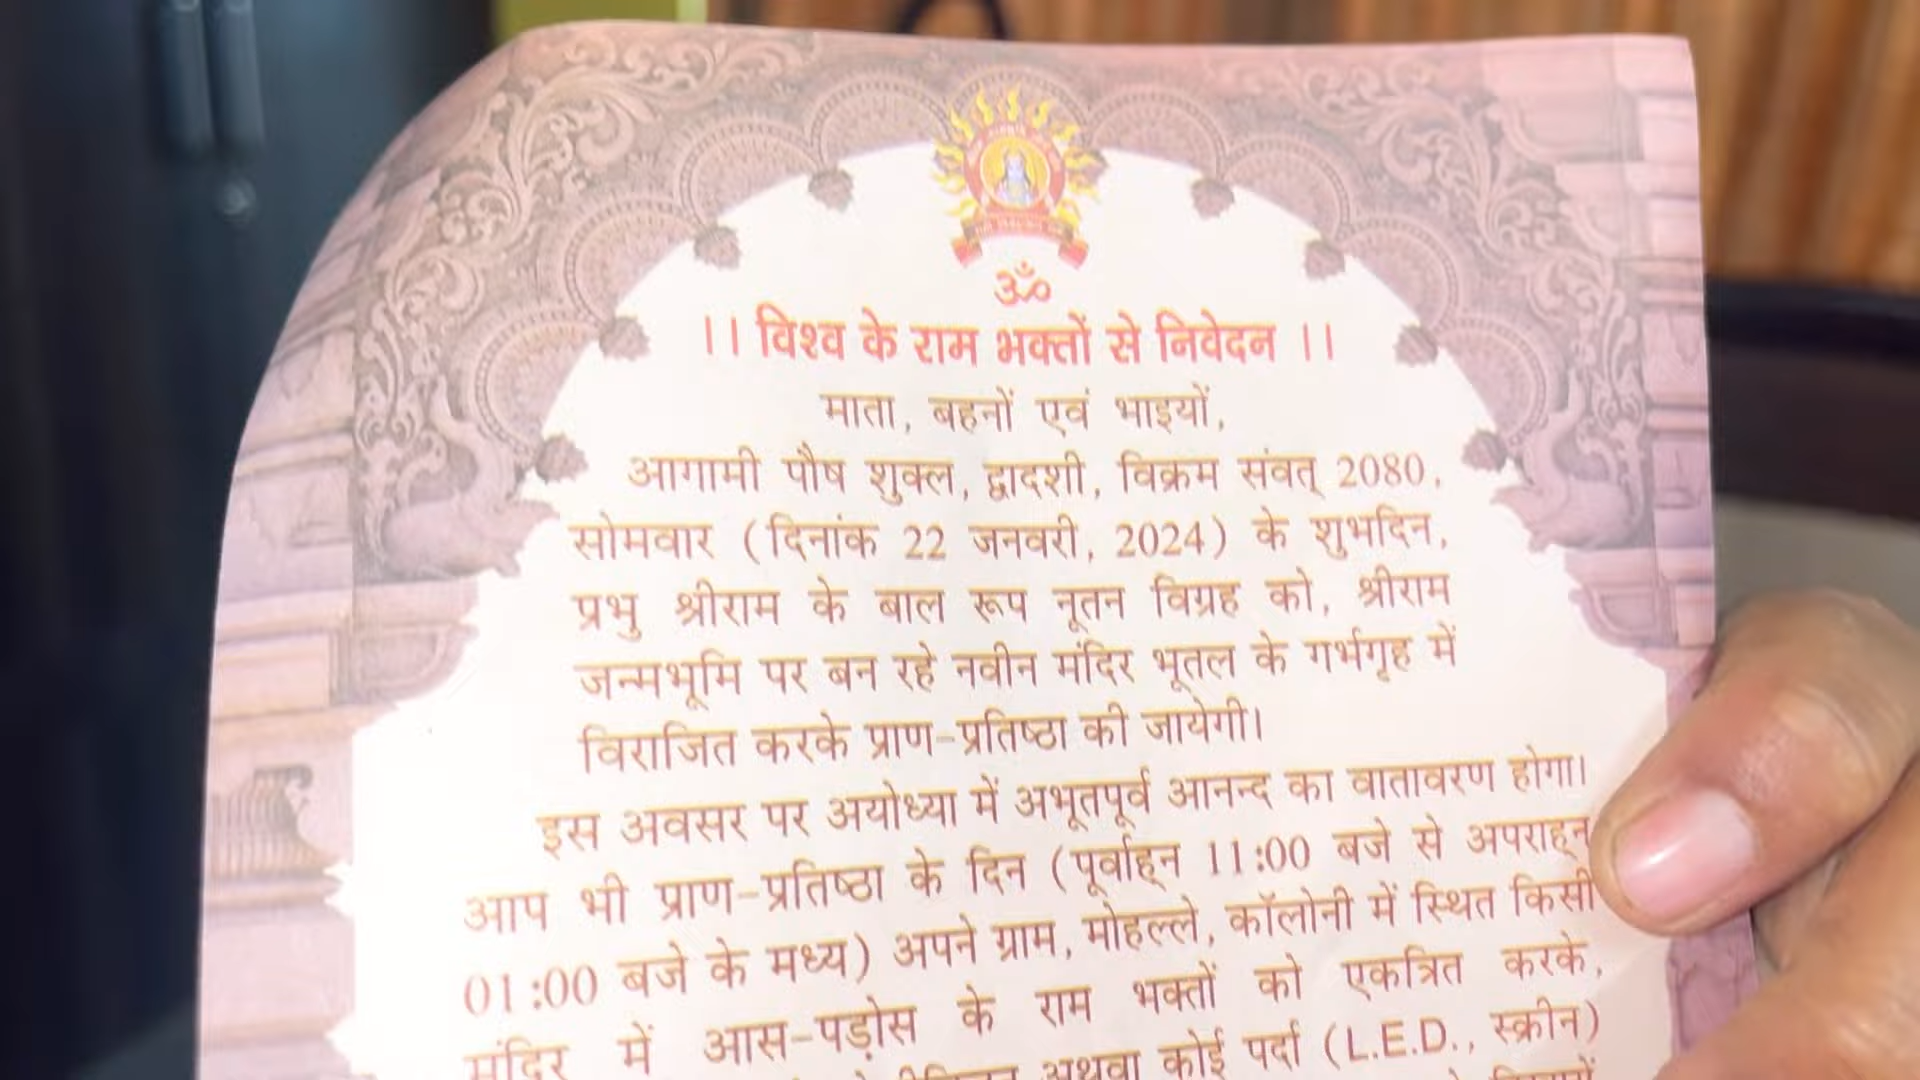 ॐ
।। विश्व के राम भक्तों से निवेदन ।।
माता, बहनों एवं भाइयों,
आगामी पौष शुक्ल, द्वादशी, विक्रम संवत् 2080,
सोमवार (दिनांक 22 जनवरी, 2024) के शुभदिन,
प्रभु श्रीराम के बाल रूप नूतन विग्रह को, श्रीराम
जन्मभूमि पर बन रहे नवीन मंदिर भूतल के गर्भगृह में
विराजित करके प्राण-प्रतिष्ठा की जायेगी।
इस अवसर पर अयोध्या में अभूतपूर्व आनन्द का वातावरण होगा।
आप भी प्राण-प्रतिष्ठा के दिन (पूर्वाह्न 11:00 बजे से अपराह्न
01:00 बजे के मध्य) अपने ग्राम, मोहल्ले, कॉलोनी में स्थित किसी
मंदिर में आस-पड़ोस के राम भक्तों को एकत्रित करके,
अथवा कोई पर्दा (L.E.D., स्क्रीन)